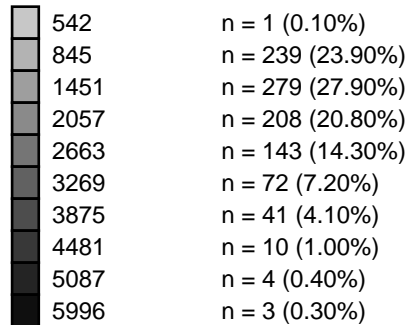 542 n = 1 (0.10%)
845 n = 239 (23.90%)
1451 n = 279 (27.90%)
2057 n = 208 (20.80%)
2663 n = 143 (14.30%)
3269 n = 72 (7.20%)
3875 n = 41 (4.10%)
4481 n = 10 (1.00%)
5087 n = 4 (0.40%)
5996 n = 3 (0.30%)